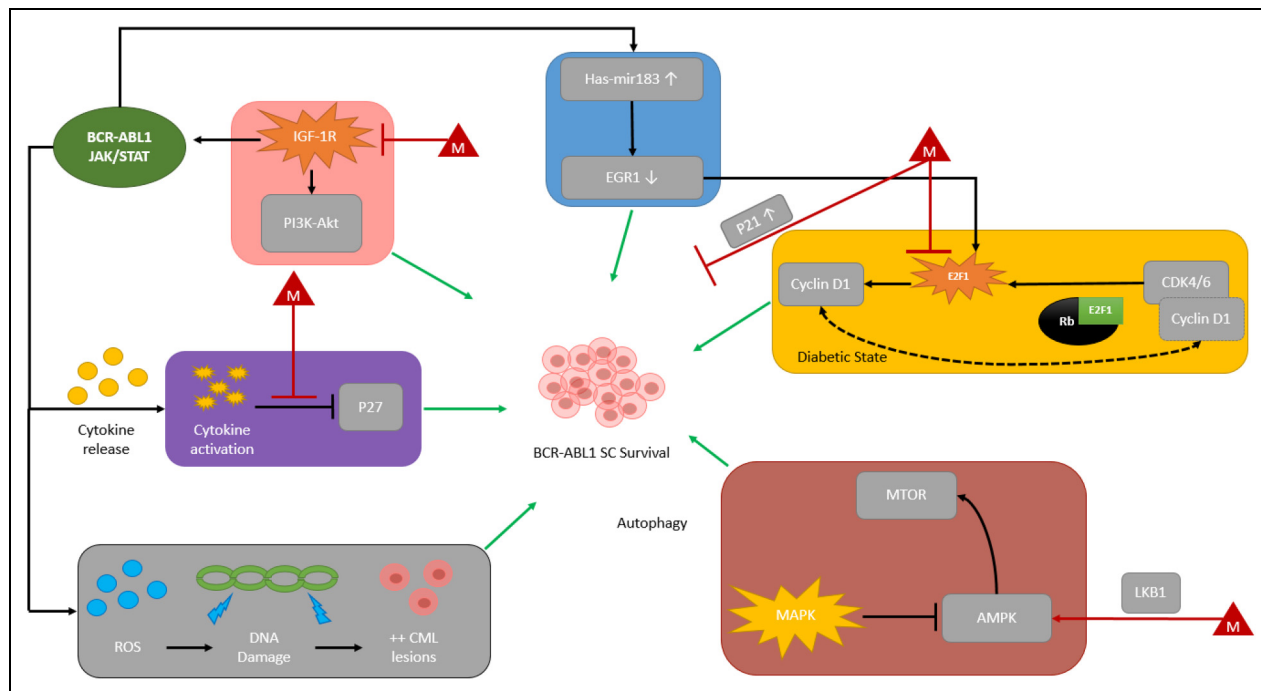 Has-mir183 ↑
BCR-ABL1
JAK/STAT
IGF-1R
M
M
EGR1 ↓
PI3K-Akt
P21 ↑
Cyclin D1
E2F1
CDK4/6
E2F1
Rb
Cyclin D1
Diabetic State
M
Cytokine
release
Cytokine
activation
P27
BCR-ABL1 SC Survival
MTOR
Autophagy
LKB1
MAPK
AMPK
M
ROS
DNA
Damage
++ CML
lesions